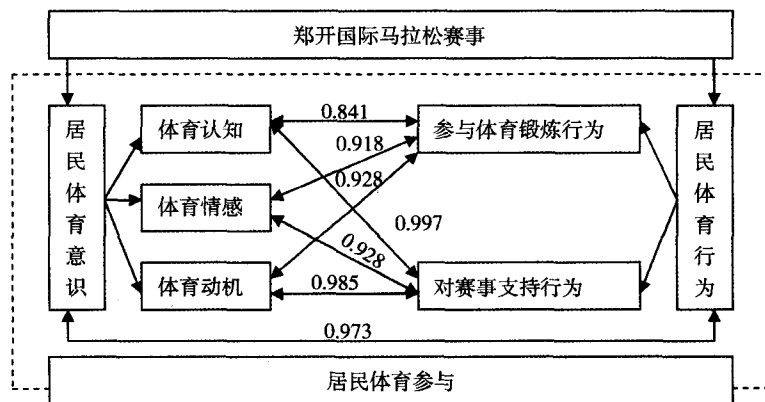 郑开国际马拉松赛事
居民体育意识
体育认知
0.841
参与体育锻炼行为
居民体育行为
0.918
0.928
体育情感
0.997
0.928
体育动机
0.985
对赛事支持行为
0.973
居民体育参与